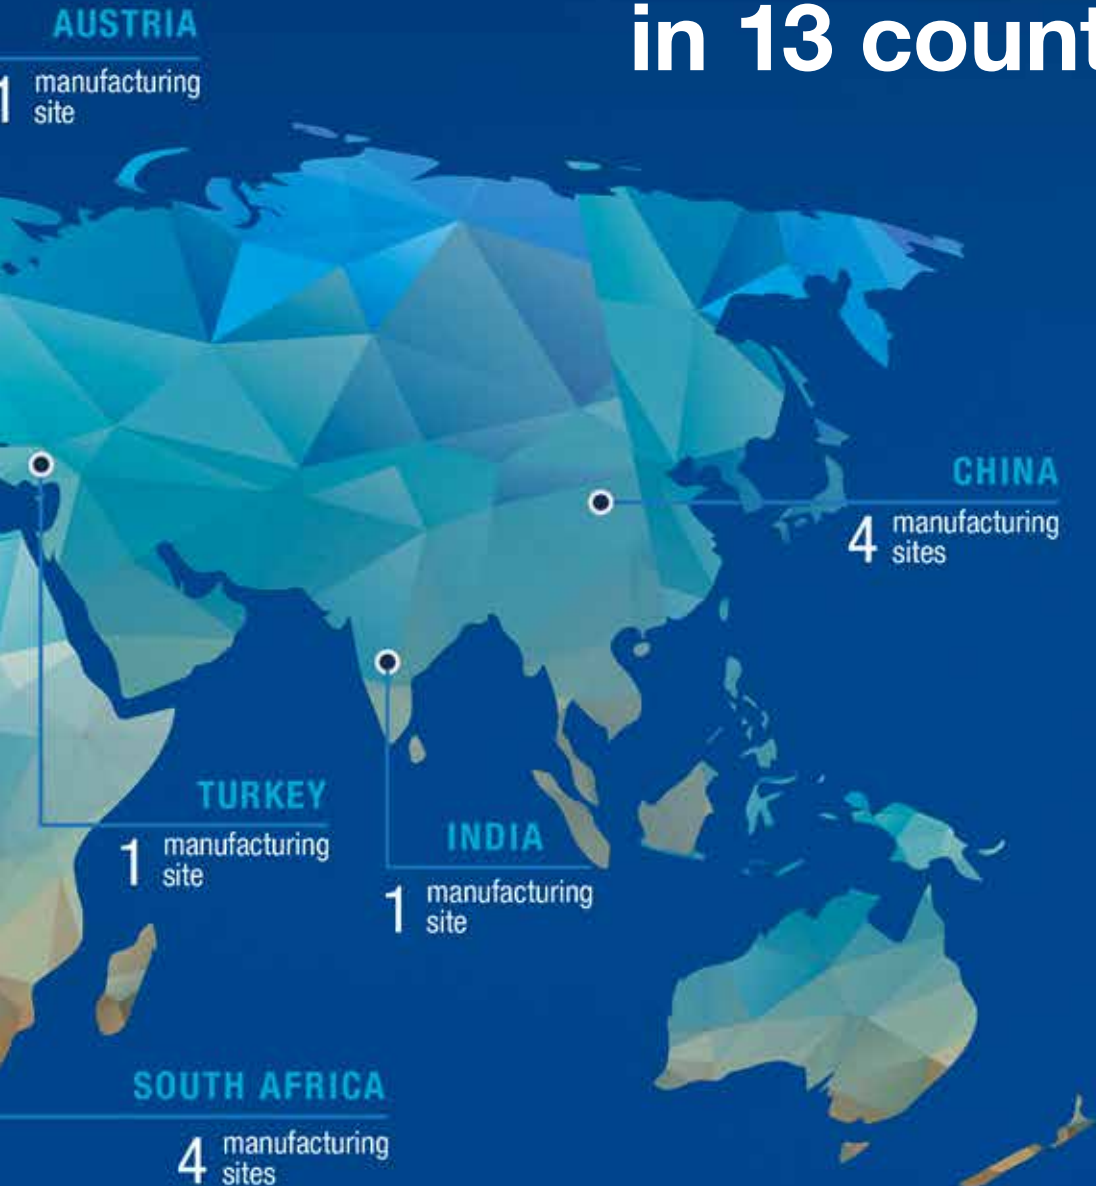 AUSTRIA
in 13 count
1 manufacturing
site
CHINA
4 manufacturing
sites
TURKEY
1 manufacturing
site
INDIA
1 manufacturing
site
SOUTH AFRICA
4 manufacturing
sites